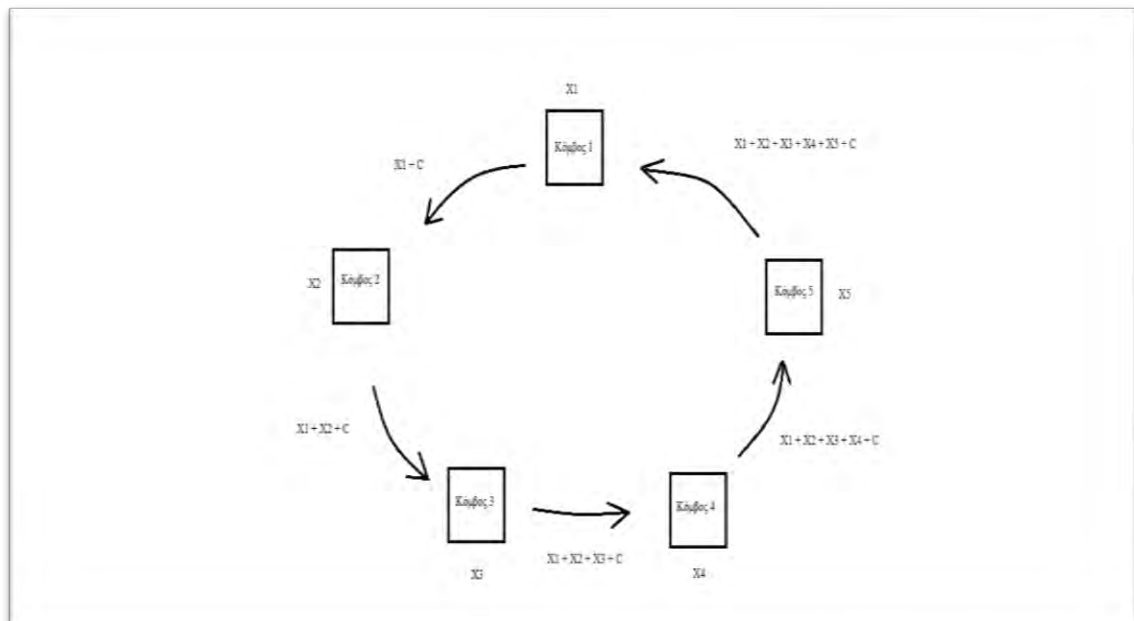 X1
Κόμβος 1
X1 + X2 + X3 + X4 + X5 + C
X1 + C
X2
Κόμβος 2
Κόμβος 5
X5
X1 + X2 + C
X1 + X2 + X3 + X4 + C
Κόμβος 3
Κόμβος 4
X1 + X2 + X3 + C
X3
X4